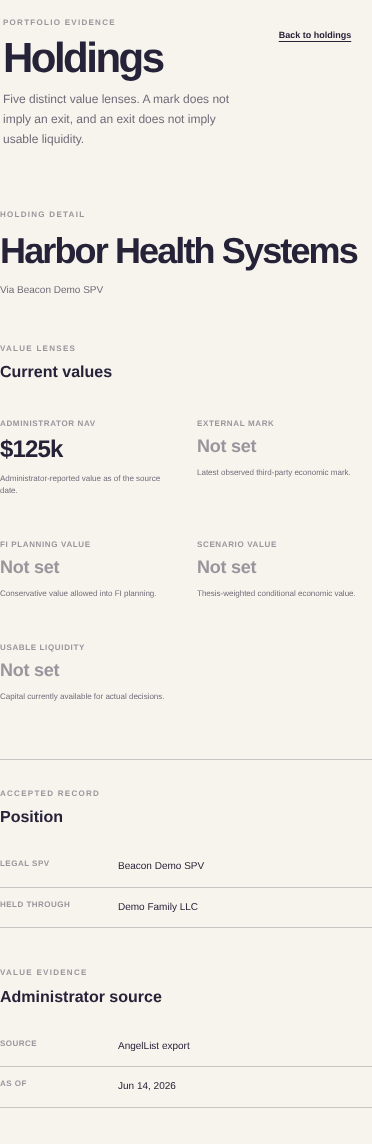 PORTFOLIO EVIDENCE
Back to holdings
Holdings
Five distinct value lenses. A mark does not
imply an exit, and an exit does not imply
usable liquidity.
HOLDING DETAIL
Harbor Health Systems
Via Beacon Demo SPV
VALUE LENSES
Current values
ADMINISTRATOR NAV
$125k
Administrator-reported value as of the source
date.
EXTERNAL MARK
Not set
Latest observed third-party economic mark.
FI PLANNING VALUE
Not set
Conservative value allowed into FI planning.
SCENARIO VALUE
Not set
Thesis-weighted conditional economic value.
USABLE LIQUIDITY
Not set
Capital currently available for actual decisions.
ACCEPTED RECORD
Position
LEGAL SPV
Beacon Demo SPV
HELD THROUGH
Demo Family LLC
VALUE EVIDENCE
Administrator source
SOURCE
AngelList export
AS OF
Jun 14, 2026